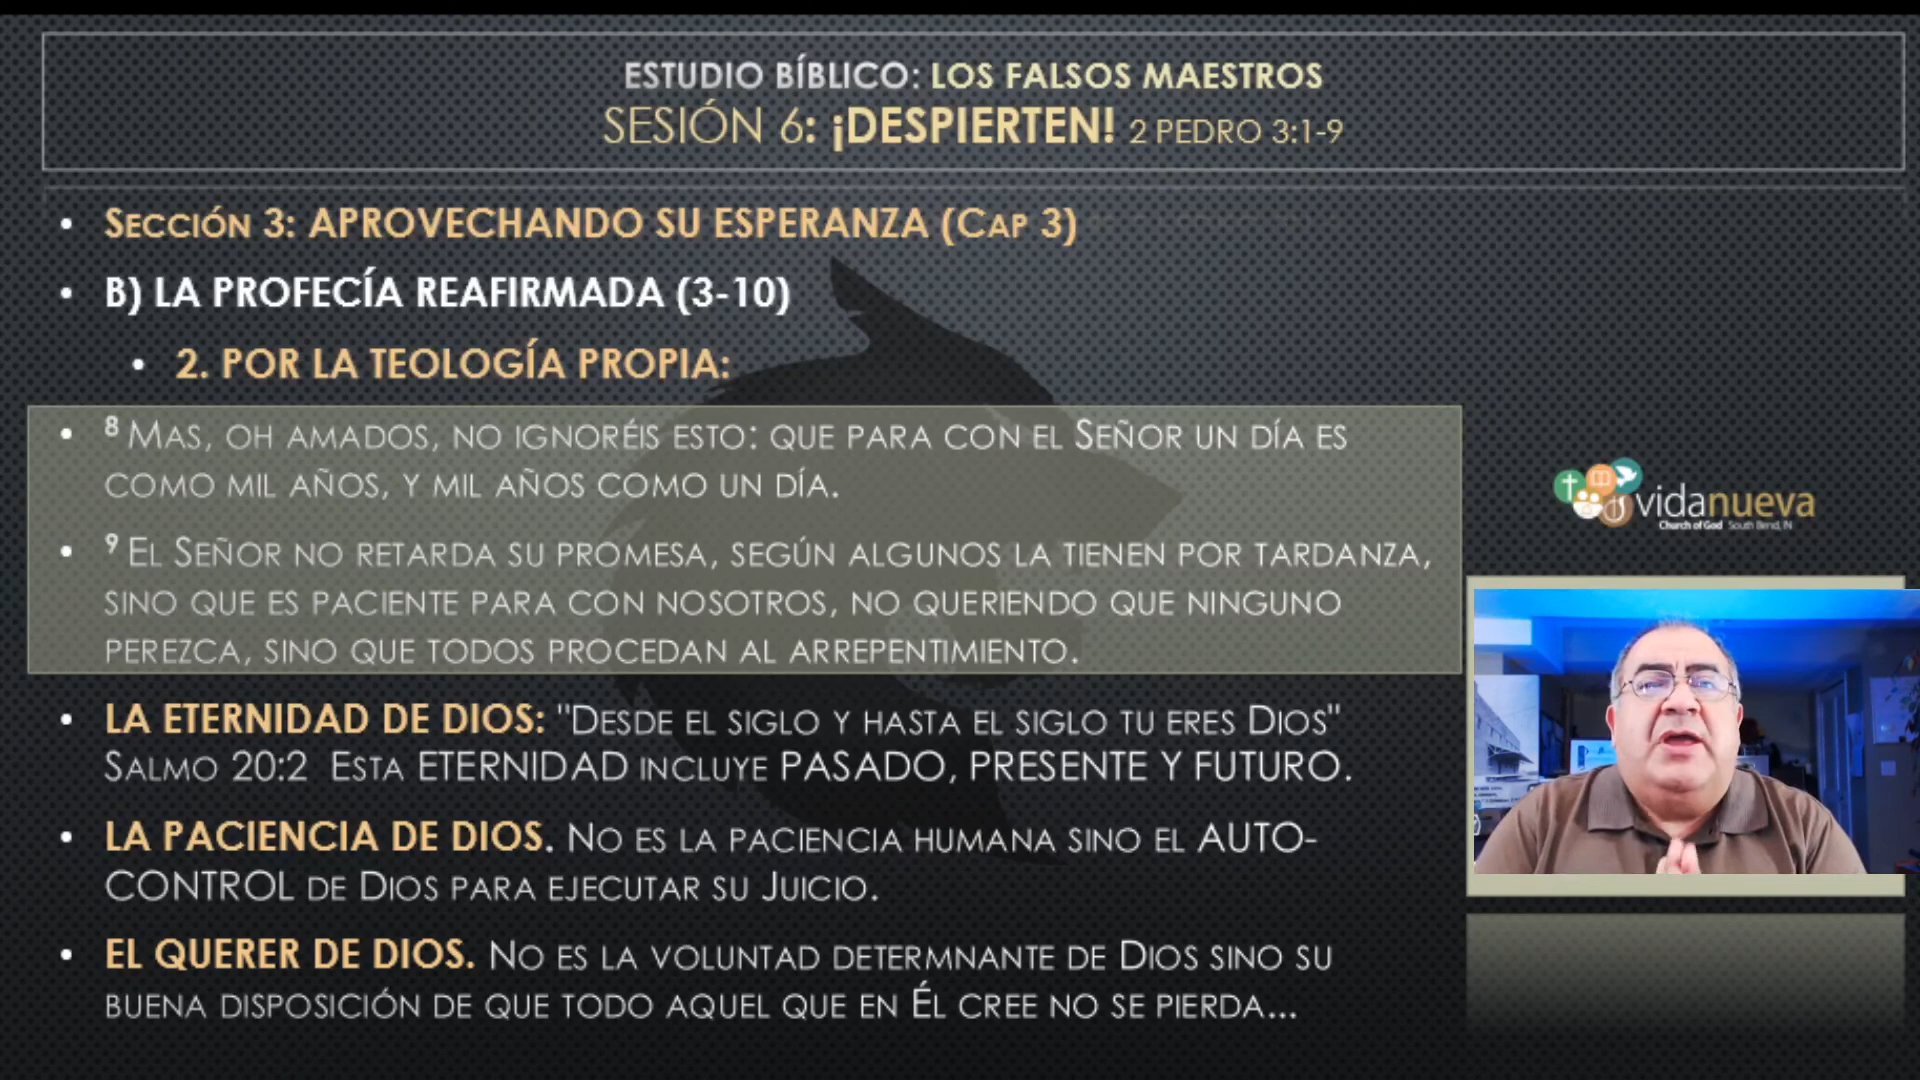 ESTUDIO BÍBLICO: LOS FALSOS MAESTROS
SESIÓN 6: ¡DESPIERTEN! 2 PEDRO 3:1-9
• SECCIÓN 3: APROVECHANDO SU ESPERANZA (CAP 3)
• B) LA PROFECÍA REAFIRMADA (3-10)
• 2. POR LA TEOLOGÍA PROPIA:
• 8 MAS, OH AMADOS, NO IGNORÉIS ESTO: QUE PARA CON EL SEÑOR UN DÍA ES
COMO MIL AÑOS, Y MIL AÑOS COMO UN DÍA.
• 9 EL SEÑOR NO RETARDA SU PROMESA, SEGÚN ALGUNOS LA TIENEN POR TARDANZA,
SINO QUE ES PACIENTE PARA CON NOSOTROS, NO QUERIENDO QUE NINGUNO
PEREZCA, SINO QUE TODOS PROCEDAN AL ARREPENTIMIENTO.
• LA ETERNIDAD DE DIOS: "DESDE EL SIGLO Y HASTA EL SIGLO TU ERES DIOS"
SALMO 20:2 ESTA ETERNIDAD INCLUYE PASADO, PRESENTE Y FUTURO.
• LA PACIENCIA DE DIOS. NO ES LA PACIENCIA HUMANA SINO EL AUTO-
CONTROL DE DIOS PARA EJECUTAR SU JUICIO.
• EL QUERER DE DIOS. NO ES LA VOLUNTAD DETERMNANTE DE DIOS SINO SU
BUENA DISPOSICIÓN DE QUE TODO AQUEL QUE EN ÉL CREE NO SE PIERDA...
vidanueva
Church of God South Bend, IN